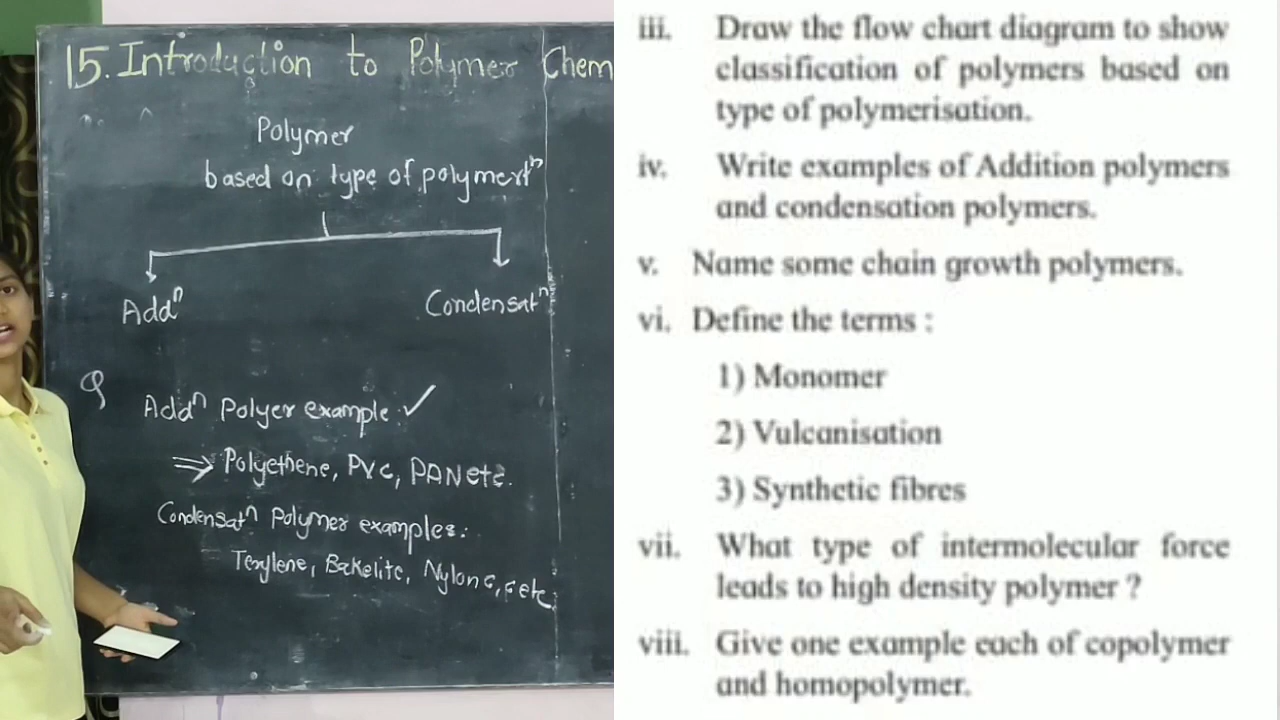 15. Introduction to Polymer Chem
Polymer
based on type of polymertⁿ
Addⁿ
Condensatⁿ
Q
Addⁿ Polyer example ✓
⇒ Polyethene, PVC, PAN etc.
Condensatⁿ Polymer examples:
Terylene, Bakelite, Nylon 6, 6 etc.
iii. Draw the flow chart diagram to show
classification of polymers based on
type of polymerisation.
iv. Write examples of Addition polymers
and condensation polymers.
v. Name some chain growth polymers.
vi. Define the terms :
1) Monomer
2) Vulcanisation
3) Synthetic fibres
vii. What type of intermolecular force
leads to high density polymer ?
viii. Give one example each of copolymer
and homopolymer.